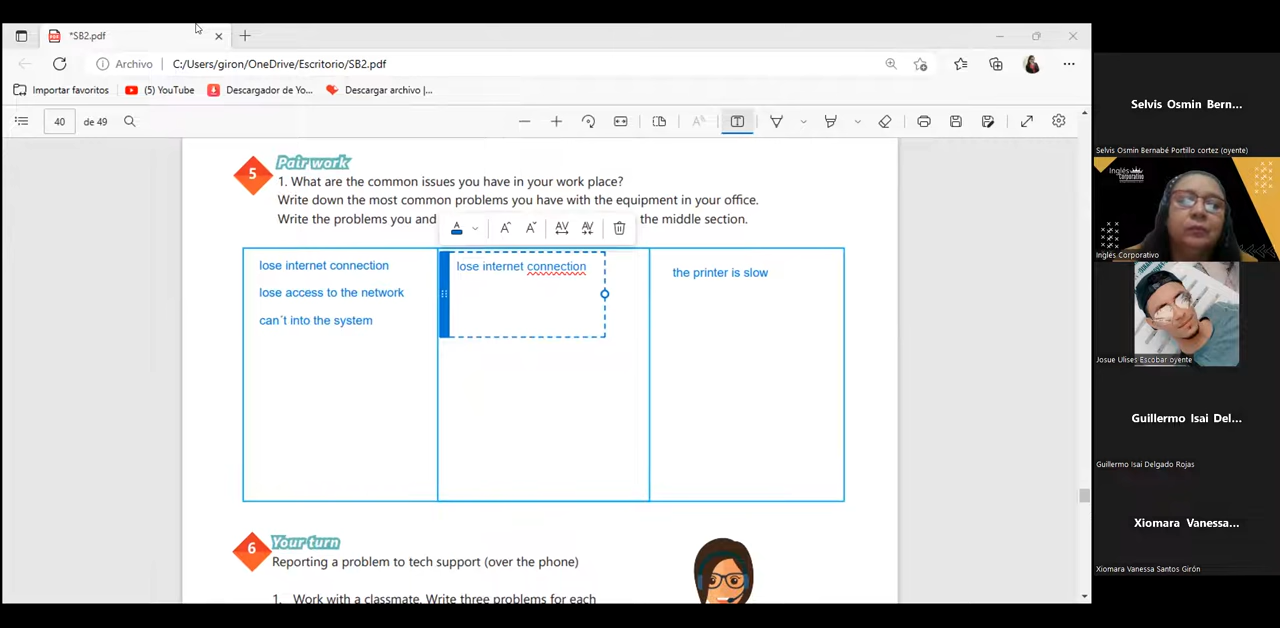 *SB2.pdf
Archivo
C:/Users/giron/OneDrive/Escritorio/SB2.pdf
Importar favoritos
(5) YouTube
Descargador de Yo...
Descargar archivo |...
40
de 49
5
Pair work
1. What are the common issues you have in your work place?
Write down the most common problems you have with the equipment in your office.
Write the problems you and
the middle section.
lose internet connection
lose access to the network
can´t into the system
lose internet connection
the printer is slow
6
Your turn
Reporting a problem to tech support (over the phone)
1. Work with a classmate. Write three problems for each
Selvis Osmin Bern...
Selvis Osmin Bernabé Portillo cortez (oyente)
Inglés
Corporativo
Inglés Corporativo
Josue Ulises Escobar oyente
Guillermo Isai Del...
Guillermo Isai Delgado Rojas
Xiomara Vanessa...
Xiomara Vanessa Santos Girón